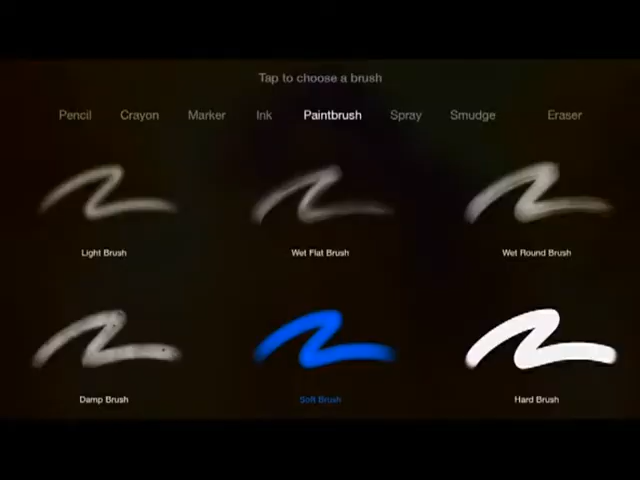 Tap to choose a brush
Pencil Crayon Marker Ink Paintbrush Spray Smudge Eraser
Light Brush Wet Flat Brush Wet Round Brush
Damp Brush Soft Brush Hard Brush